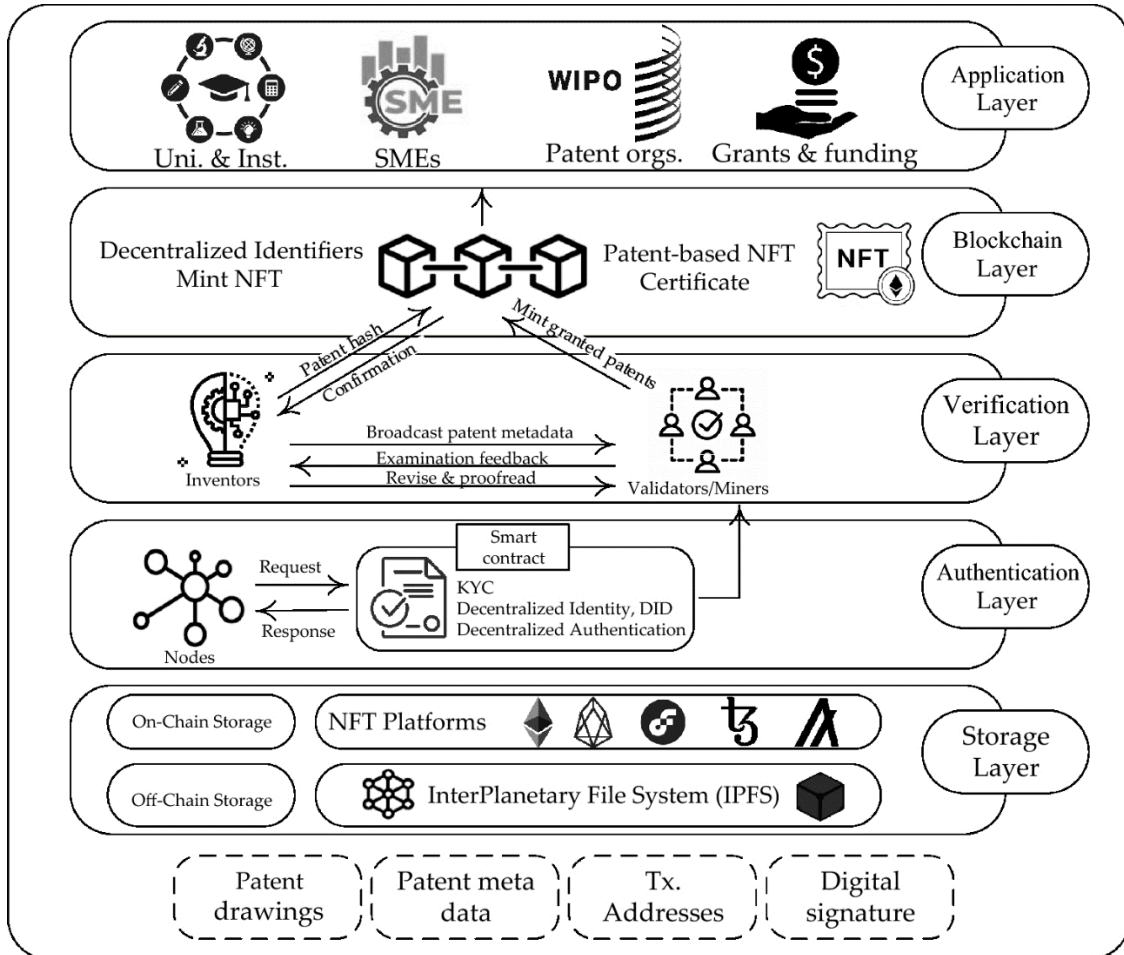 WIPO
SME
Uni. & Inst.
SMEs
Patent orgs.
Grants & funding
Application
Layer
Decentralized Identifiers
Mint NFT
Patent-based NFT
Certificate
NFT
Blockchain
Layer
Patent hash
Confirmation
Mint granted patents
Broadcast patent metadata
Examination feedback
Revise & proofread
Inventors
Validators/Miners
Verification
Layer
Request
Response
Nodes
Smart
contract
KYC
Decentralized Identity, DID
Decentralized Authentication
Authentication
Layer
On-Chain Storage
NFT Platforms
Off-Chain Storage
InterPlanetary File System (IPFS)
Storage
Layer
Patent
drawings
Patent meta
data
Tx.
Addresses
Digital
signature